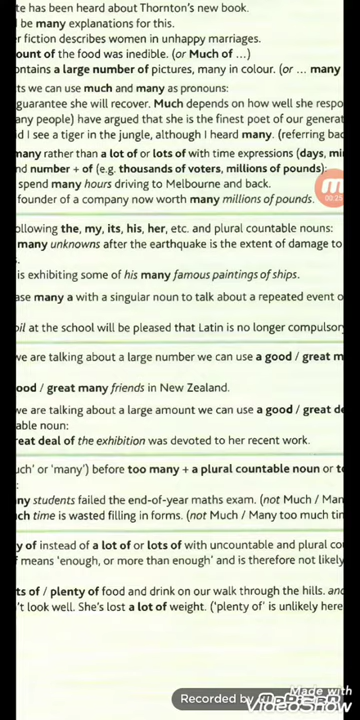 te has been heard about Thornton's new book.
l be many explanations for this.
r fiction describes women in unhappy marriages.
ount of the food was inedible. (or Much of ...)
ontains a large number of pictures, many in colour. (or ... many
ts we can use much and many as pronouns:
guarantee she will recover. Much depends on how well she respo
any people) have argued that she is the finest poet of our generat
id I see a tiger in the jungle, although I heard many. (referring bac
many rather than a lot of or lots of with time expressions (days, mi
nd number + of (e.g. thousands of voters, millions of pounds):
spend many hours driving to Melbourne and back.
founder of a company now worth many millions of pounds.
00:25
ollowing the, my, its, his, her, etc. and plural countable nouns:
many unknowns after the earthquake is the extent of damage to
s.
is exhibiting some of his many famous paintings of ships.
ase many a with a singular noun to talk about a repeated event o
pil at the school will be pleased that Latin is no longer compulsory
we are talking about a large number we can use a good / great m
ood / great many friends in New Zealand.
we are talking about a large amount we can use a good / great de
able noun:
reat deal of the exhibition was devoted to her recent work.
uch' or 'many') before too many + a plural countable noun or to
:
ny students failed the end-of-year maths exam. (not Much / Man
ch time is wasted filling in forms. (not Much / Many too much tim
y of instead of a lot of or lots of with uncountable and plural co
f means 'enough, or more than enough' and is therefore not likely
ts of / plenty of food and drink on our walk through the hills. and
't look well. She's lost a lot of weight. ('plenty of' is unlikely here
Recorded by
Made with
VideoShow